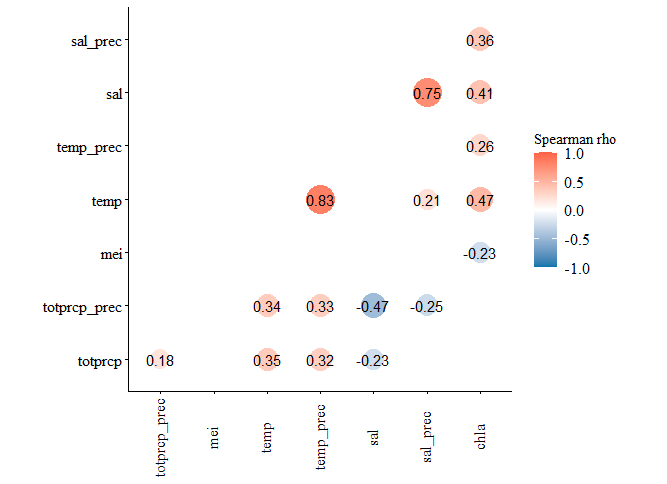 sal_prec
0.36
sal
0.75 0.41
temp_prec
0.26
temp
0.83 0.21 0.47
mei
-0.23
totprcp_prec
0.34 0.33 -0.47 -0.25
totprcp
0.18 0.35 0.32 -0.23
totprcp_prec
mei
temp
temp_prec
sal
sal_prec
chla
Spearman rho
1.0
0.5
0.0
-0.5
-1.0